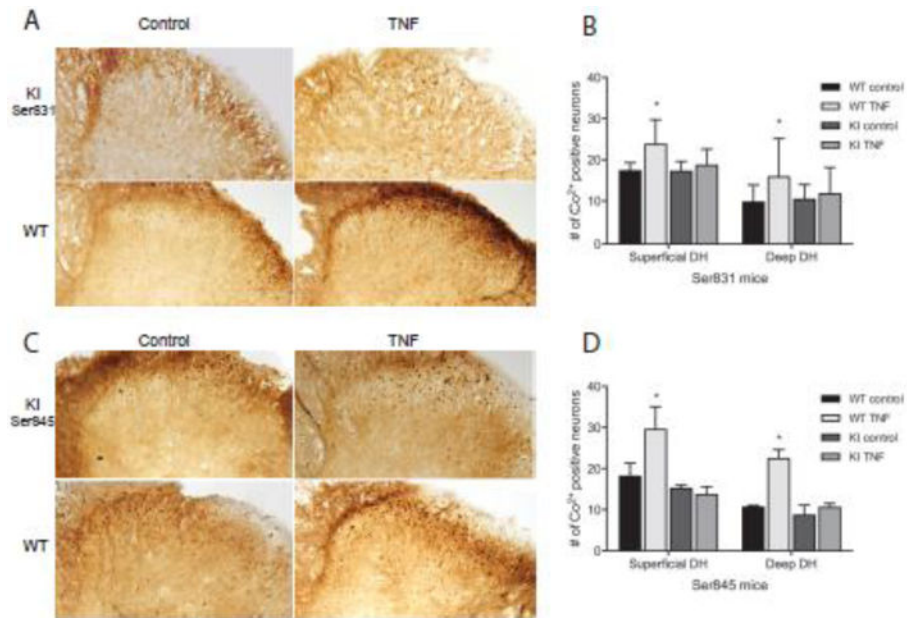 A
Control
TNF
KI
Ser831
WT
B
# of Co²⁺ positive neurons
40
30
20
10
0
*
*
WT control
WT TNF
KI control
KI TNF
Superficial DH
Deep DH
Ser831 mice
C
Control
TNF
KI
Ser845
WT
D
# of Co²⁺ positive neurons
40
30
20
10
0
*
*
WT control
WT TNF
KI control
KI TNF
Superficial DH
Deep DH
Ser845 mice